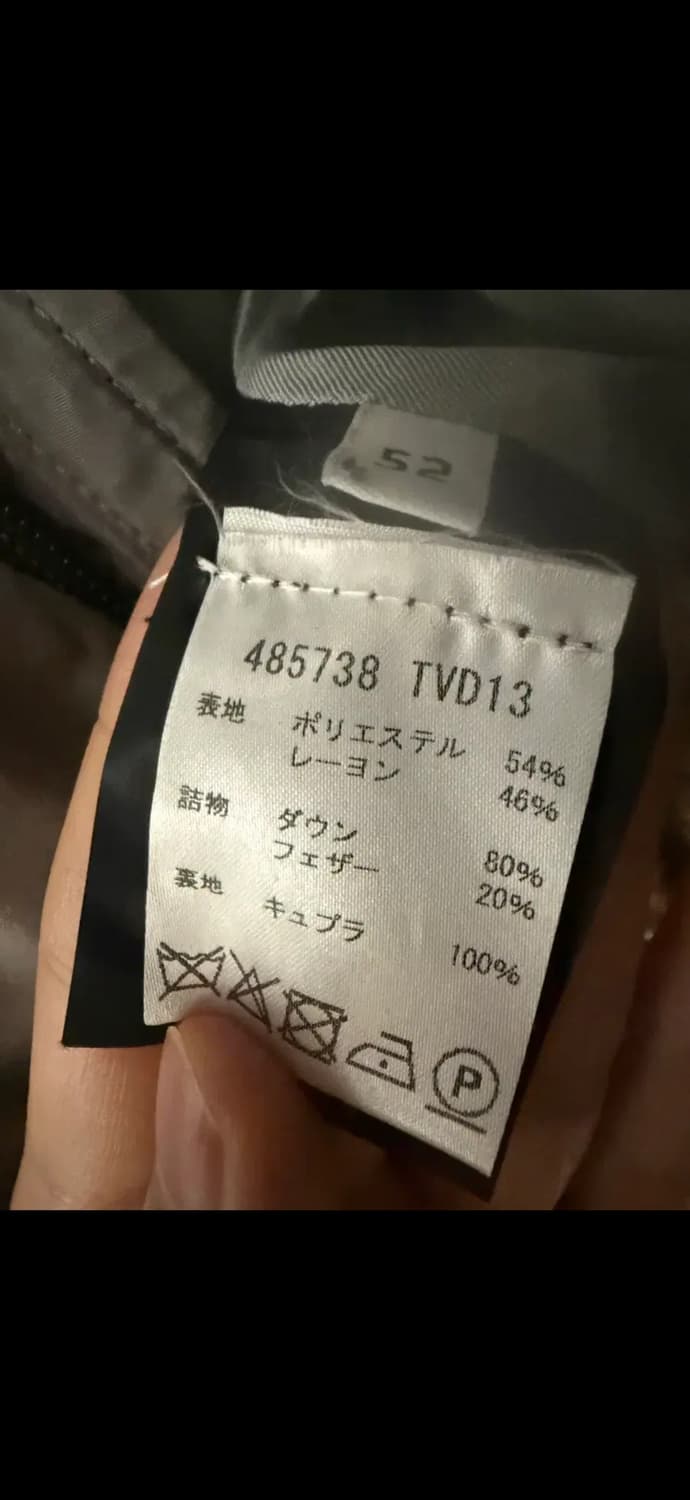 52
485738 TVD13
表地 ポリエステル 54%
レーヨン 46%
詰物 ダウン 80%
フェザー 20%
裏地 キュプラ 100%
P